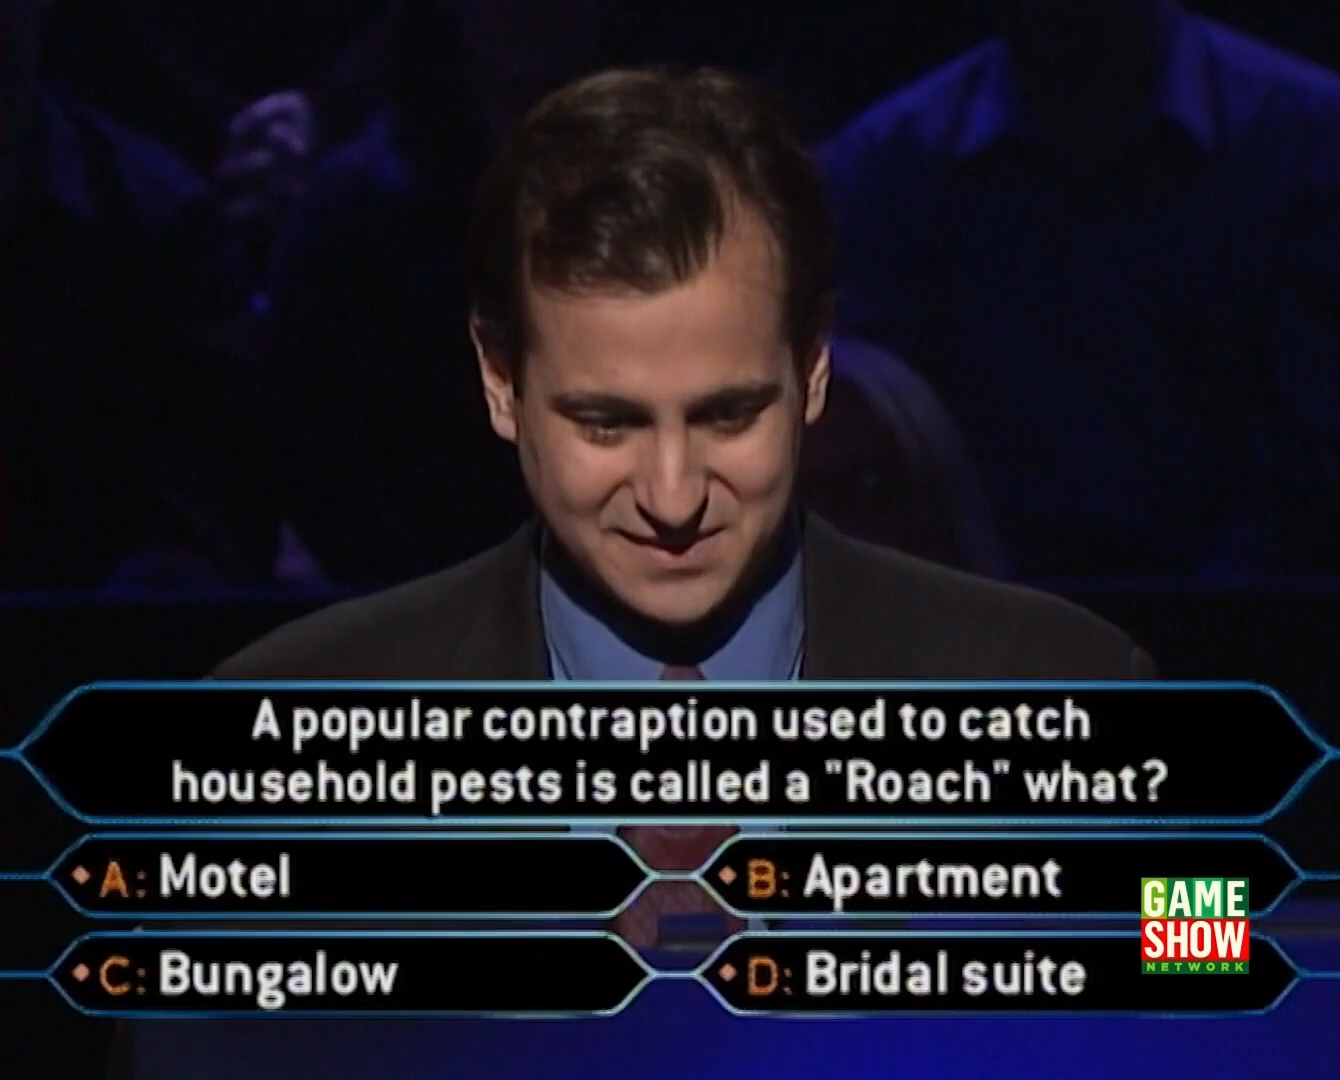 A popular contraption used to catch
household pests is called a "Roach" what?
A: Motel
B: Apartment
C: Bungalow
D: Bridal suite
GAME
SHOW
NETWORK